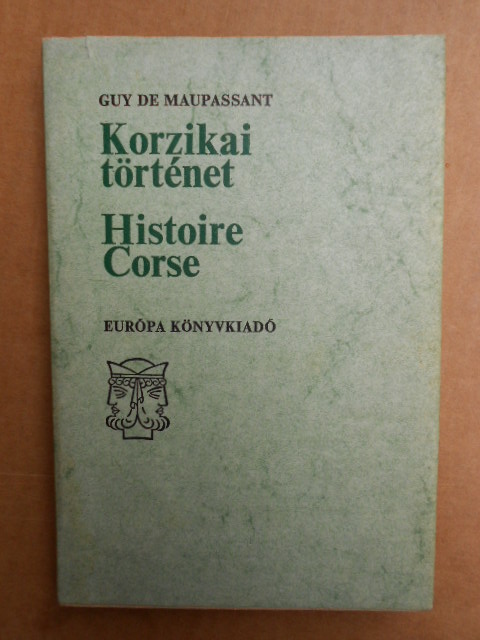 GUY DE MAUPASSANT
Korzikai
történet
Histoire
Corse
EURÓPA KÖNYVKIADÓ